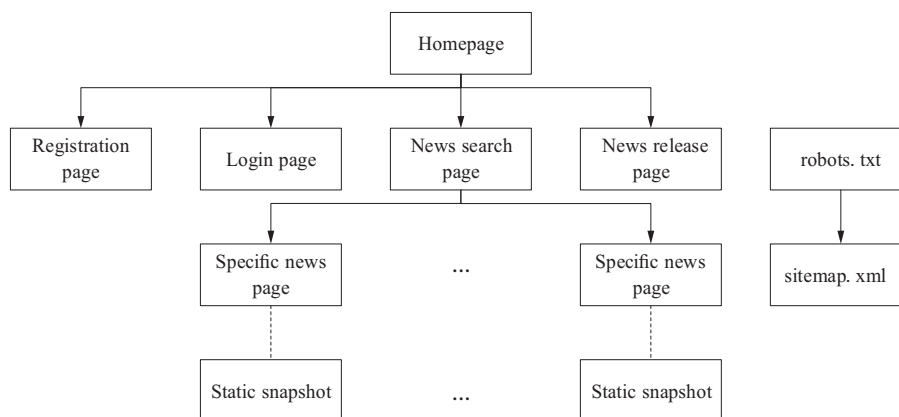 Homepage
Registration
page
Login page
News search
page
News release
page
robots. txt
Specific news
page
...
Specific news
page
sitemap. xml
Static snapshot
...
Static snapshot